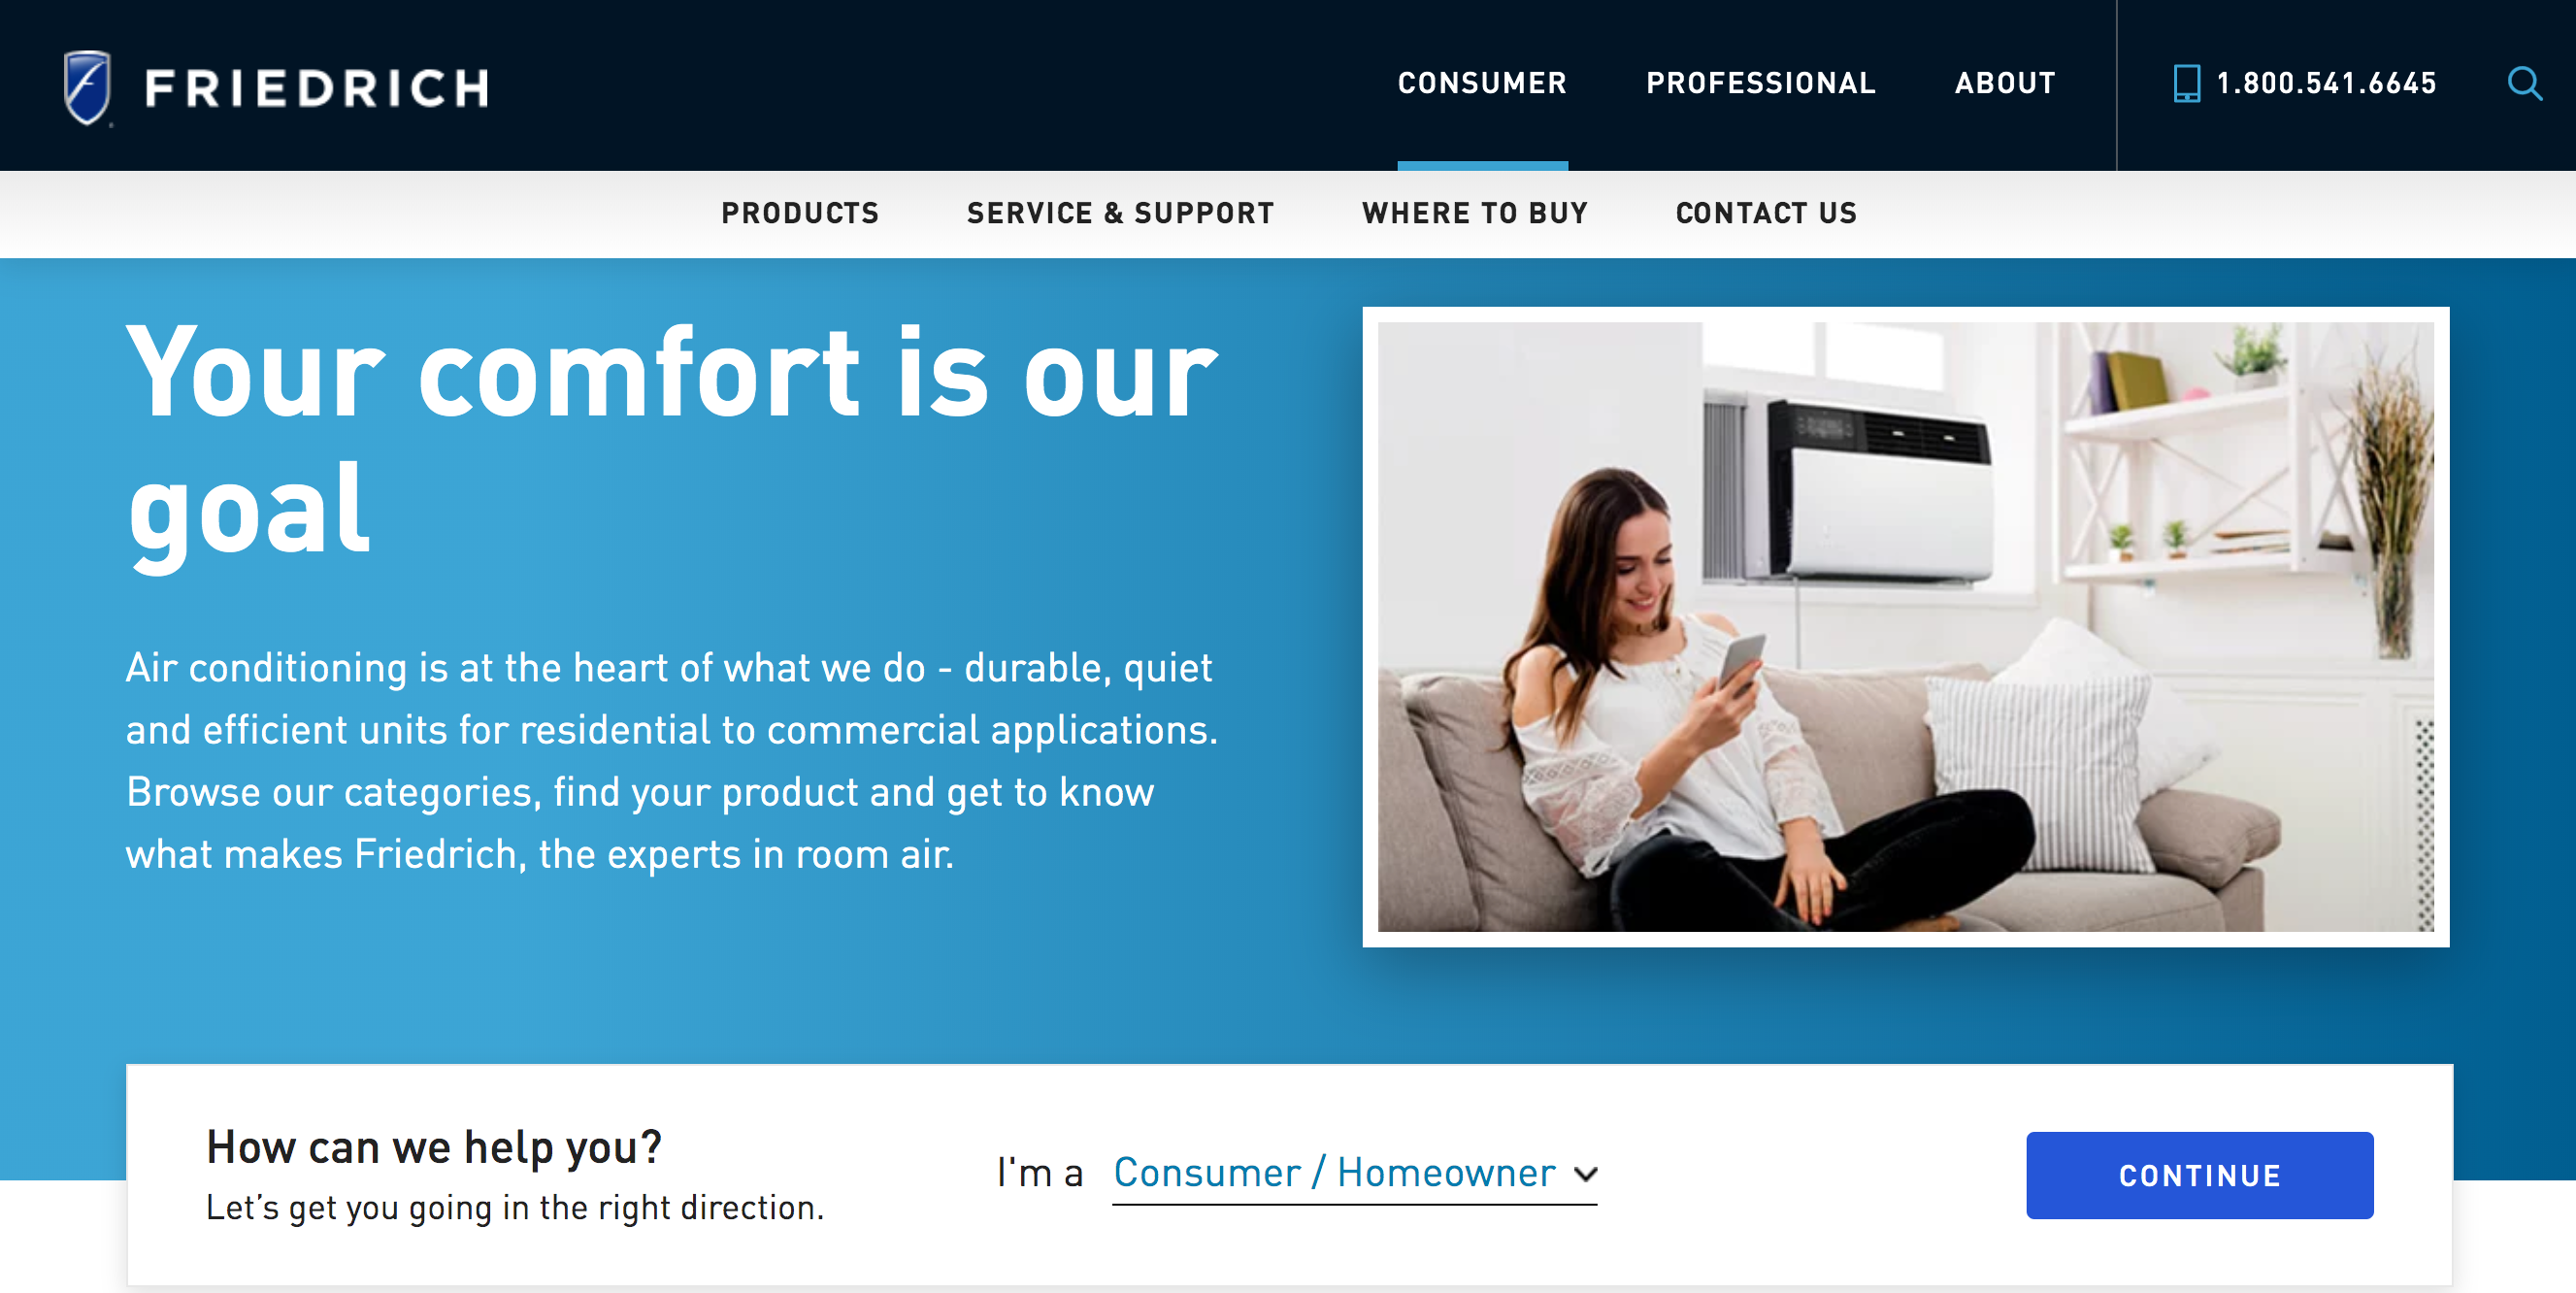 FRIEDRICH
CONSUMER
PROFESSIONAL
ABOUT
1.800.541.6645
PRODUCTS
SERVICE & SUPPORT
WHERE TO BUY
CONTACT US
Your comfort is our
goal
Air conditioning is at the heart of what we do - durable, quiet
and efficient units for residential to commercial applications.
Browse our categories, find your product and get to know
what makes Friedrich, the experts in room air.
How can we help you?
Let’s get you going in the right direction.
I'm a Consumer / Homeowner
CONTINUE